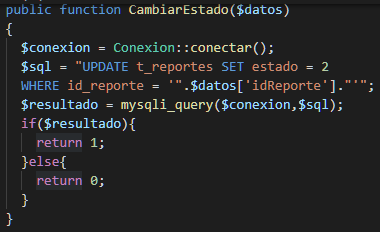 public function CambiarEstado($datos)
{
$conexion = Conexion::conectar();
$sql = "UPDATE t_reportes SET estado = 2
WHERE id_reporte = '".$datos['idReporte']."'";
$resultado = mysqli_query($conexion,$sql);
if($resultado){
return 1;
}else{
return 0;
}
}